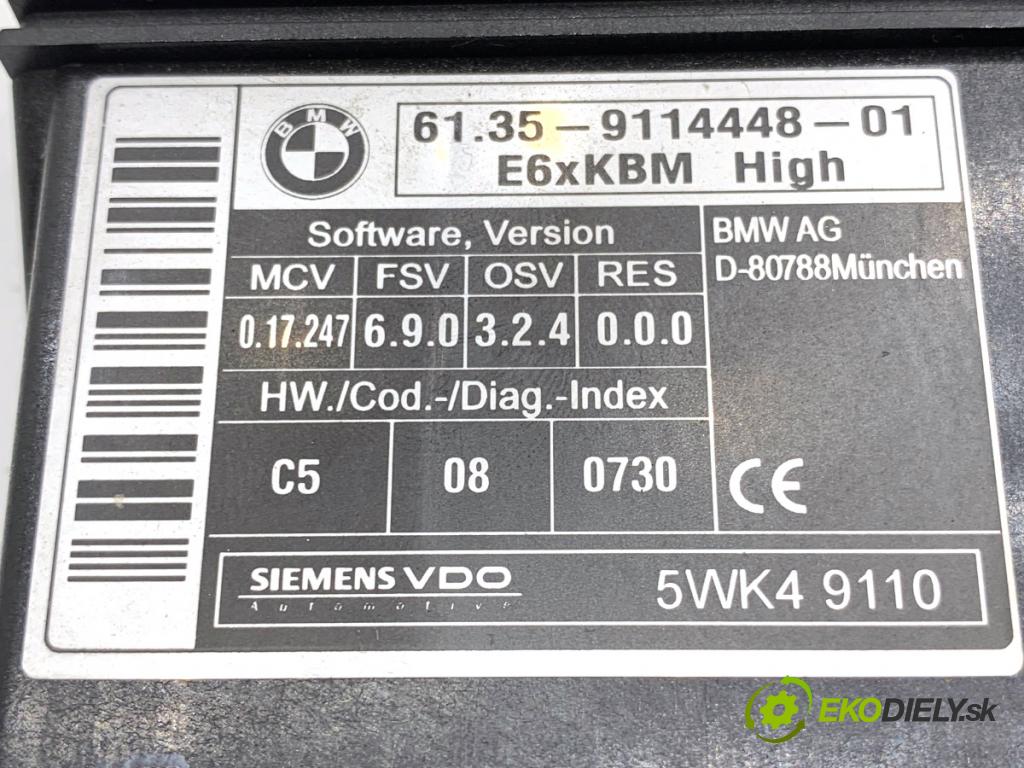 BMW
61.35-9114448-01
E6xKBM High
Software, Version
MCV FSV OSV RES
0.17.247 6.9.0 3.2.4 0.0.0
HW./Cod.-/Diag.-Index
C5 08 0730
BMW AG
D-80788München
CE
SIEMENS VDO
Automotive
5WK4 9110
EKODIELY.sk